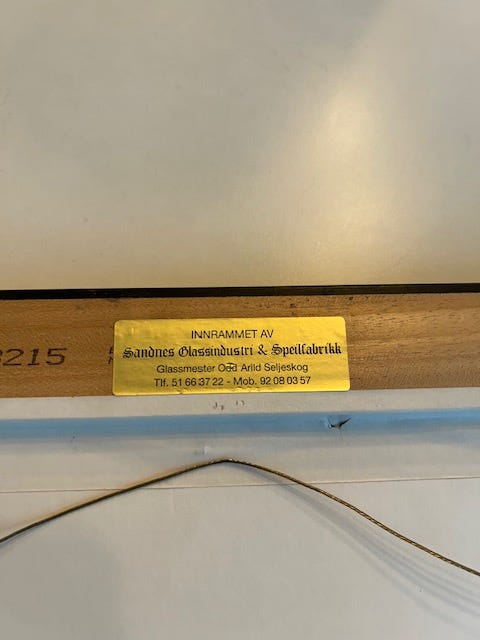 INNRAMMET AV
Sandnes Glassindustri & Speilfabrikk
Glassmester Odd Arild Seljeskog
Tlf. 51 66 37 22 - Mob. 92 08 03 57
3215